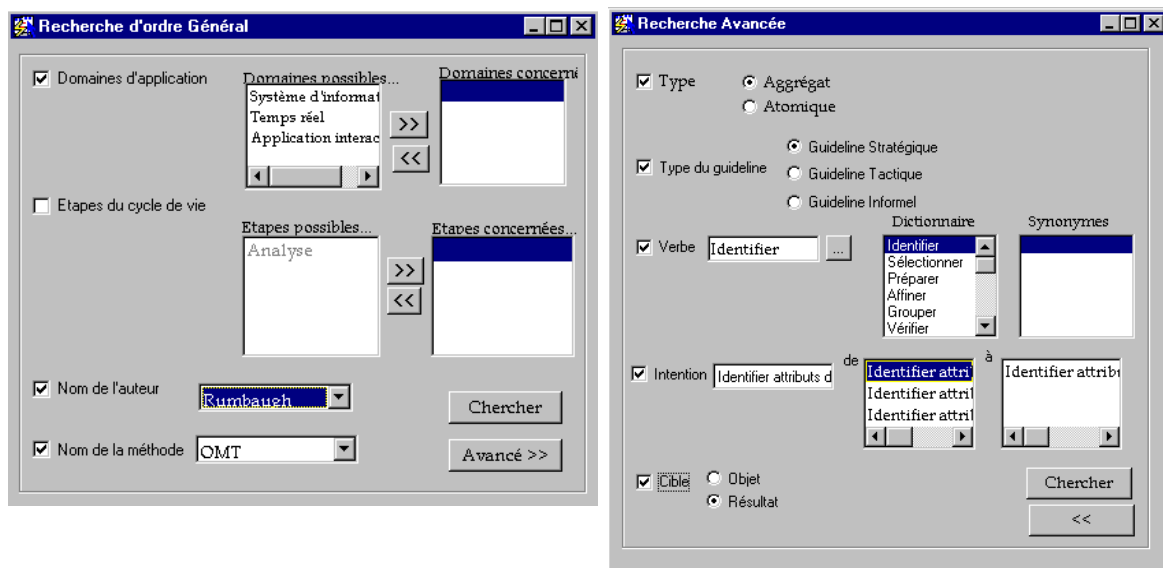 Recherche d'ordre Général
Domaines d'application
Domaines possibles...
Domaines concerné
Système d'informat
Temps réel
Application interac
>>
<<
Etapes du cycle de vie
Etapes possibles...
Etapes concernées...
Analyse
>>
<<
Nom de l'auteur
Rumbaugh
Chercher
Nom de la méthode
OMT
Avancé >>
Recherche Avancée
Type
Aggrégat
Atomique
Type du guideline
Guideline Stratégique
Guideline Tactique
Guideline Informel
Dictionnaire
Synonymes
Verbe
Identifier
...
Identifier
Sélectionner
Préparer
Affiner
Grouper
Vérifier
Intention
Identifier attributs d
de
Identifier attri
Identifier attril
Identifier attril
à
Identifier attribu
Cible
Objet
Résultat
Chercher
<<